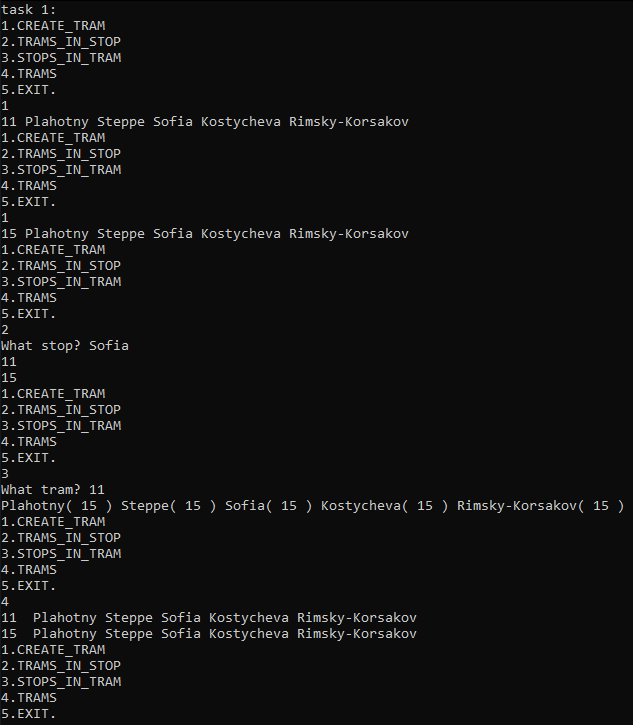 task 1:
1.CREATE_TRAM
2.TRAMS_IN_STOP
3.STOPS_IN_TRAM
4.TRAMS
5.EXIT.
1
11 Plahotny Steppe Sofia Kostycheva Rimsky-Korsakov
1.CREATE_TRAM
2.TRAMS_IN_STOP
3.STOPS_IN_TRAM
4.TRAMS
5.EXIT.
1
15 Plahotny Steppe Sofia Kostycheva Rimsky-Korsakov
1.CREATE_TRAM
2.TRAMS_IN_STOP
3.STOPS_IN_TRAM
4.TRAMS
5.EXIT.
2
What stop? Sofia
11
15
1.CREATE_TRAM
2.TRAMS_IN_STOP
3.STOPS_IN_TRAM
4.TRAMS
5.EXIT.
3
What tram? 11
Plahotny( 15 ) Steppe( 15 ) Sofia( 15 ) Kostycheva( 15 ) Rimsky-Korsakov( 15 )
1.CREATE_TRAM
2.TRAMS_IN_STOP
3.STOPS_IN_TRAM
4.TRAMS
5.EXIT.
4
11  Plahotny Steppe Sofia Kostycheva Rimsky-Korsakov
15  Plahotny Steppe Sofia Kostycheva Rimsky-Korsakov
1.CREATE_TRAM
2.TRAMS_IN_STOP
3.STOPS_IN_TRAM
4.TRAMS
5.EXIT.